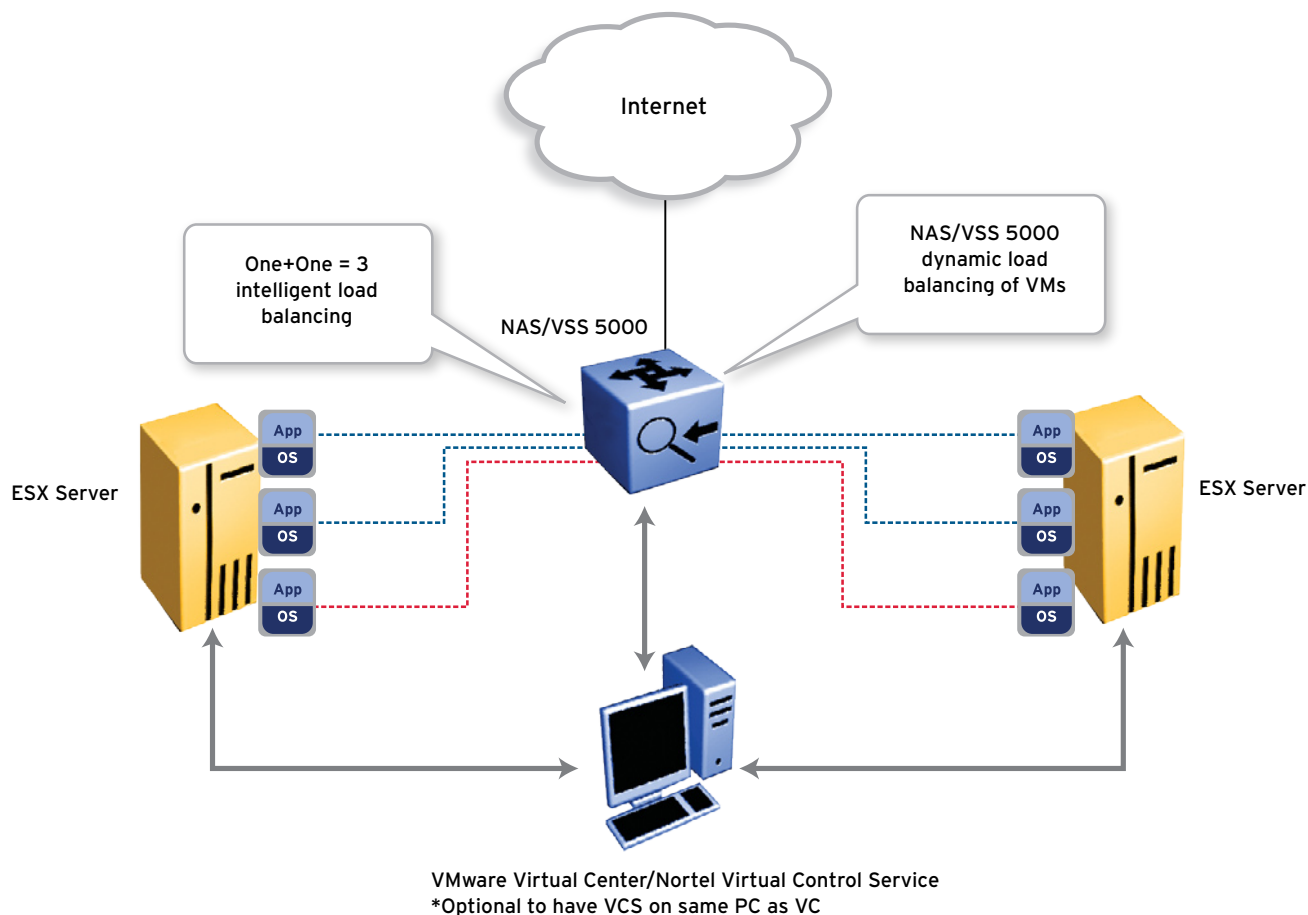 Internet
One+One = 3
intelligent load
balancing
NAS/VSS 5000
dynamic load
balancing of VMs
NAS/VSS 5000
ESX Server
App
OS
App
OS
App
OS
App
OS
App
OS
App
OS
ESX Server
VMware Virtual Center/Nortel Virtual Control Service
*Optional to have VCS on same PC as VC